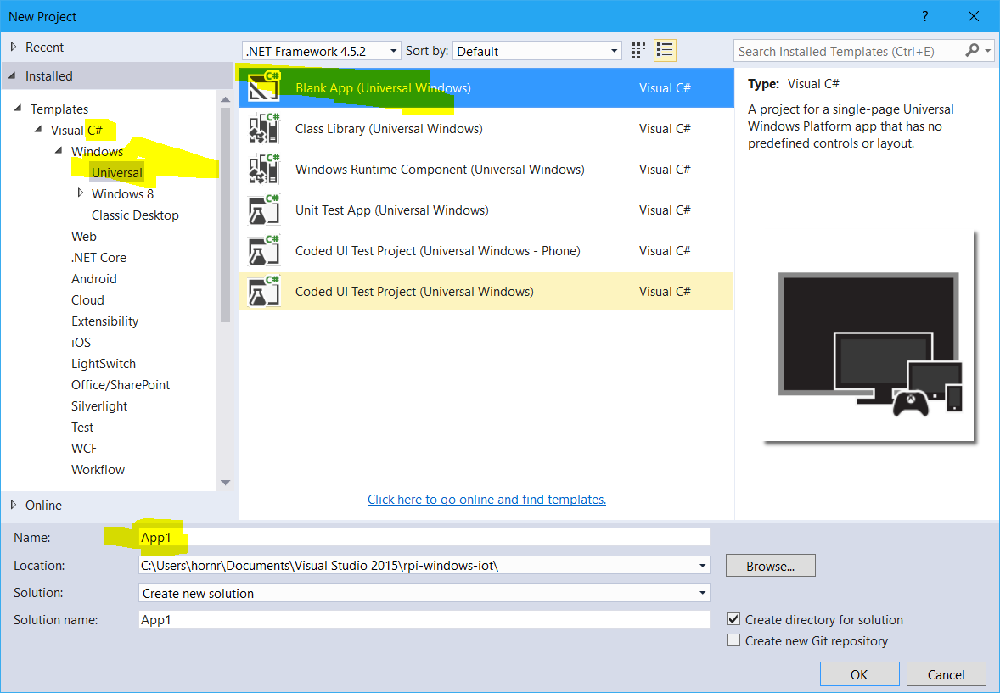 New Project
?
Recent
.NET Framework 4.5.2 Sort by: Default
Search Installed Templates (Ctrl+E)
Installed
Templates
Visual C#
Windows
Universal
Windows 8
Classic Desktop
Web
.NET Core
Android
Cloud
Extensibility
iOS
LightSwitch
Office/SharePoint
Silverlight
Test
WCF
Workflow
Online
C# Blank App (Universal Windows) Visual C#
C# Class Library (Universal Windows) Visual C#
C# Windows Runtime Component (Universal Windows) Visual C#
C# Unit Test App (Universal Windows) Visual C#
C# Coded UI Test Project (Universal Windows - Phone) Visual C#
C# Coded UI Test Project (Universal Windows) Visual C#
Click here to go online and find templates.
Type: Visual C#
A project for a single-page Universal
Windows Platform app that has no
predefined controls or layout.
Name: App1
Location: C:\Users\hornr\Documents\Visual Studio 2015\rpi-windows-iot\ Browse...
Solution: Create new solution
Solution name: App1
Create directory for solution
Create new Git repository
OK Cancel